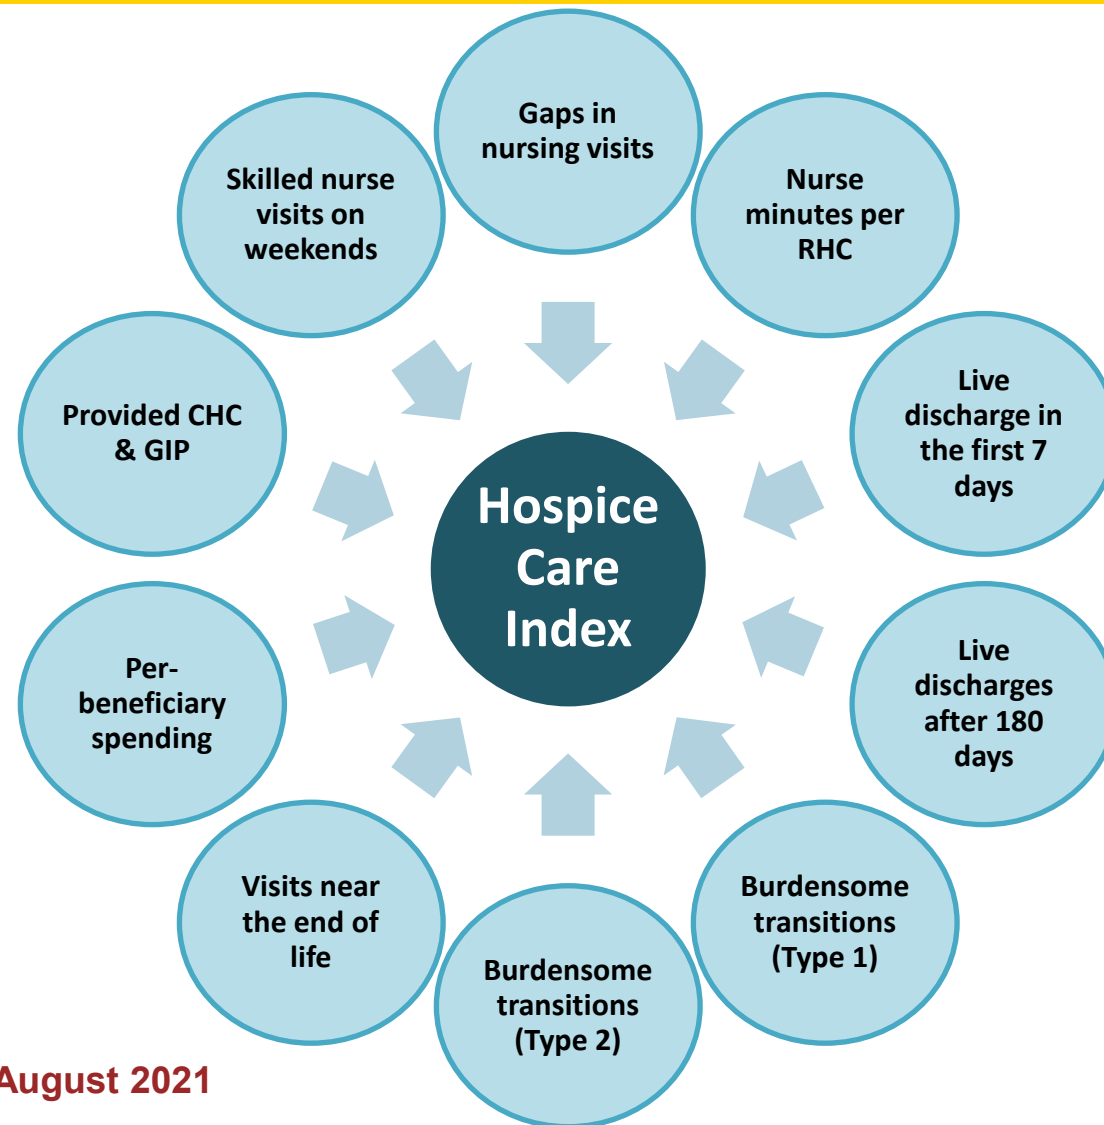 Gaps in
nursing visits
Nurse
minutes per
RHC
Live
discharge in
the first 7
days
Live
discharges
after 180
days
Burdensome
transitions
(Type 1)
Burdensome
transitions
(Type 2)
Visits near
the end of
life
Per-
beneficiary
spending
Provided CHC
& GIP
Skilled nurse
visits on
weekends
Hospice
Care
Index
August 2021